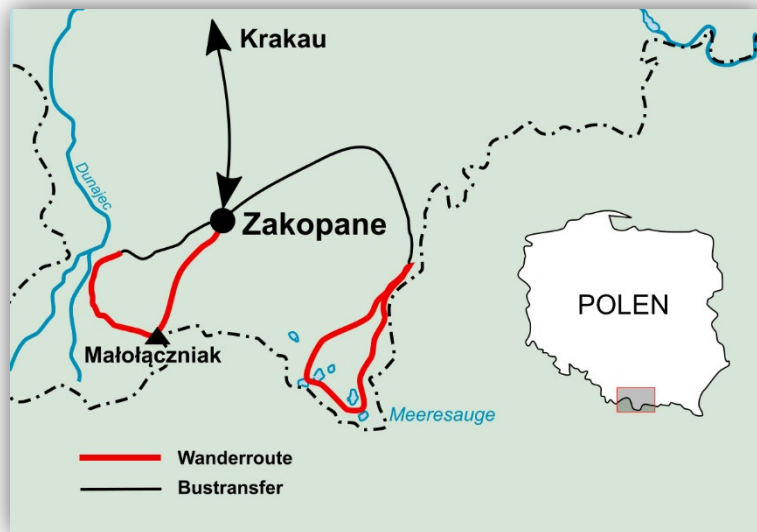 Krakau
Dunajec
Zakopane
POLEN
Małołączniak
Meeresauge
Wanderroute
Bustransfer